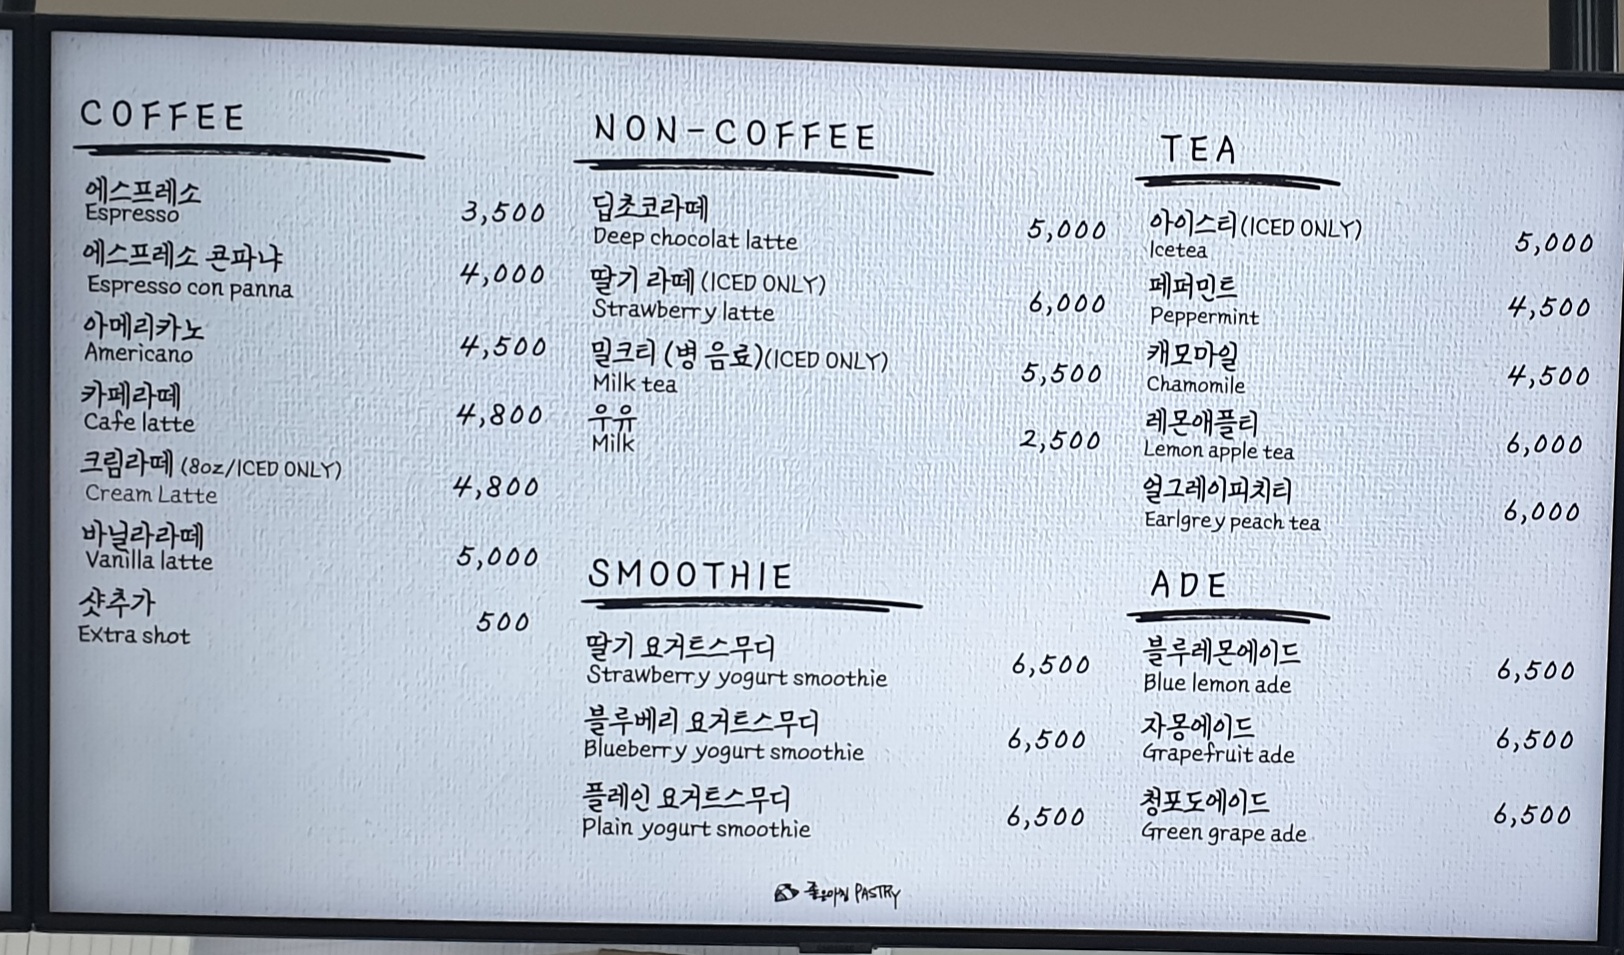 COFFEE
에스프레소
Espresso
3,500
에스프레소 콘파냐
Espresso con panna
4,000
아메리카노
Americano
4,500
카페라떼
Cafe latte
4,800
크림라떼 (8oz/ICED ONLY)
Cream Latte
4,800
바닐라라떼
Vanilla latte
5,000
샷추가
Extra shot
500
NON-COFFEE
딥초코라떼
Deep chocolat latte
5,000
딸기 라떼 (ICED ONLY)
Strawberry latte
6,000
밀크티 (병 음료)(ICED ONLY)
Milk tea
5,500
우유
Milk
2,500
SMOOTHIE
딸기 요거트스무디
Strawberry yogurt smoothie
6,500
블루베리 요거트스무디
Blueberry yogurt smoothie
6,500
플레인 요거트스무디
Plain yogurt smoothie
6,500
TEA
아이스티(ICED ONLY)
Icetea
5,000
페퍼민트
Peppermint
4,500
캐모마일
Chamomile
4,500
레몬애플티
Lemon apple tea
6,000
얼그레이피치티
Earlgrey peach tea
6,000
ADE
블루레몬에이드
Blue lemon ade
6,500
자몽에이드
Grapefruit ade
6,500
청포도에이드
Green grape ade
6,500
좋은아침 PASTRY